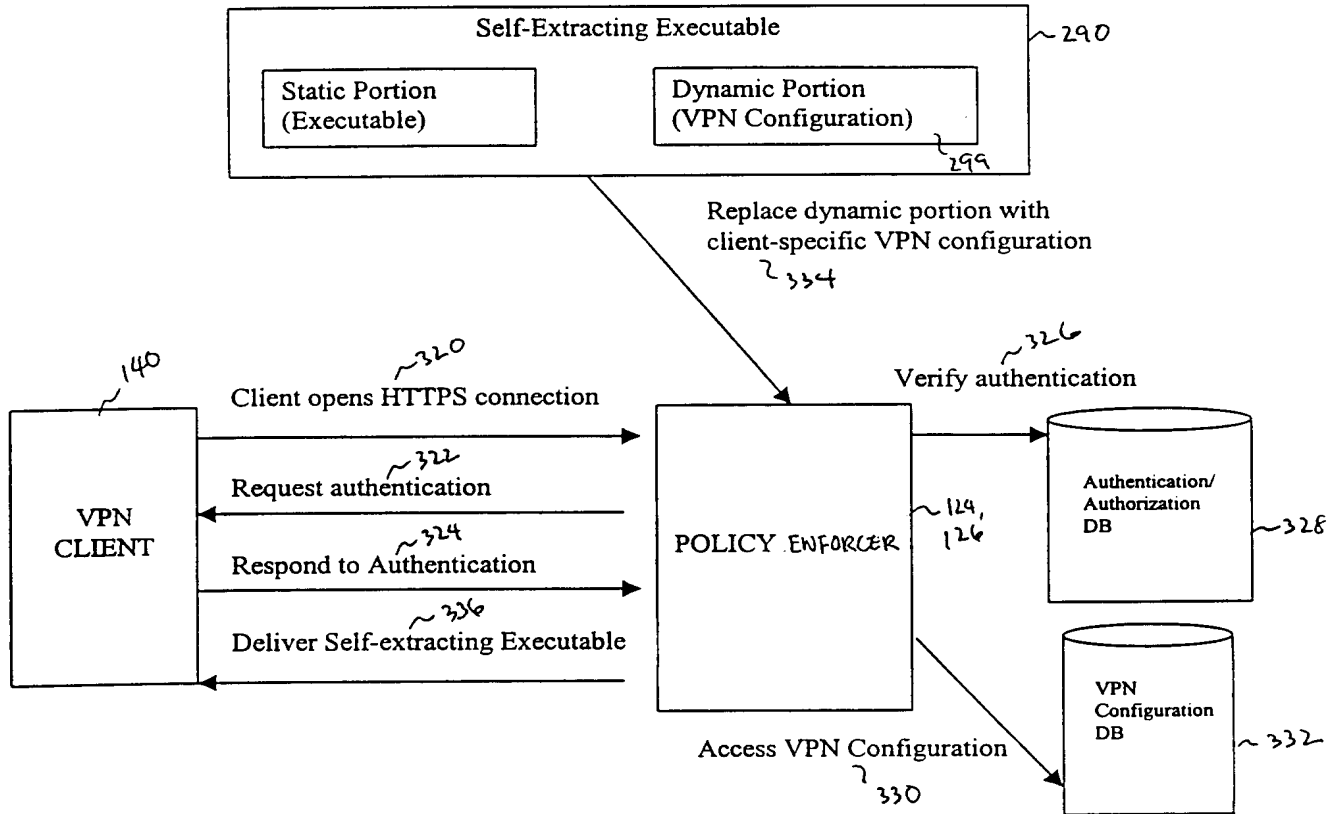 Self-Extracting Executable
290
Static Portion
(Executable)
Dynamic Portion
(VPN Configuration)
299
Replace dynamic portion with
client-specific VPN configuration
334
326
Verify authentication
140
320
Client opens HTTPS connection
322
Request authentication
324
Respond to Authentication
336
Deliver Self-extracting Executable
VPN
CLIENT
POLICY ENFORCER
124,
126
Authentication/
Authorization
DB
328
VPN
Configuration
DB
332
Access VPN Configuration
330